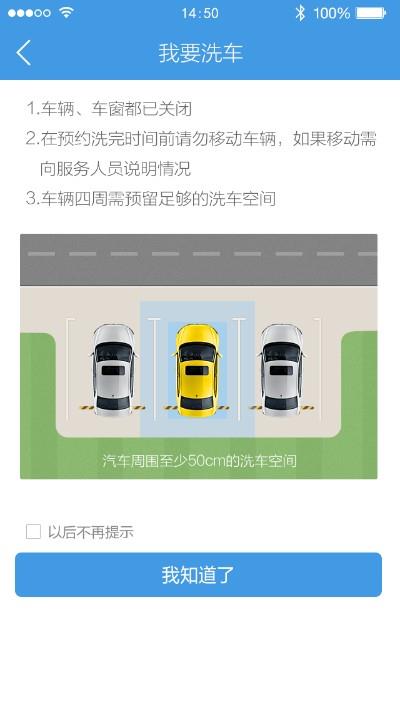 14:50
100%
我要洗车
1.车辆、车窗都已关闭
2.在预约洗完时间前请勿移动车辆，如果移动需
向服务人员说明情况
3.车辆四周需预留足够的洗车空间
汽车周围至少50cm的洗车空间
以后不再提示
我知道了